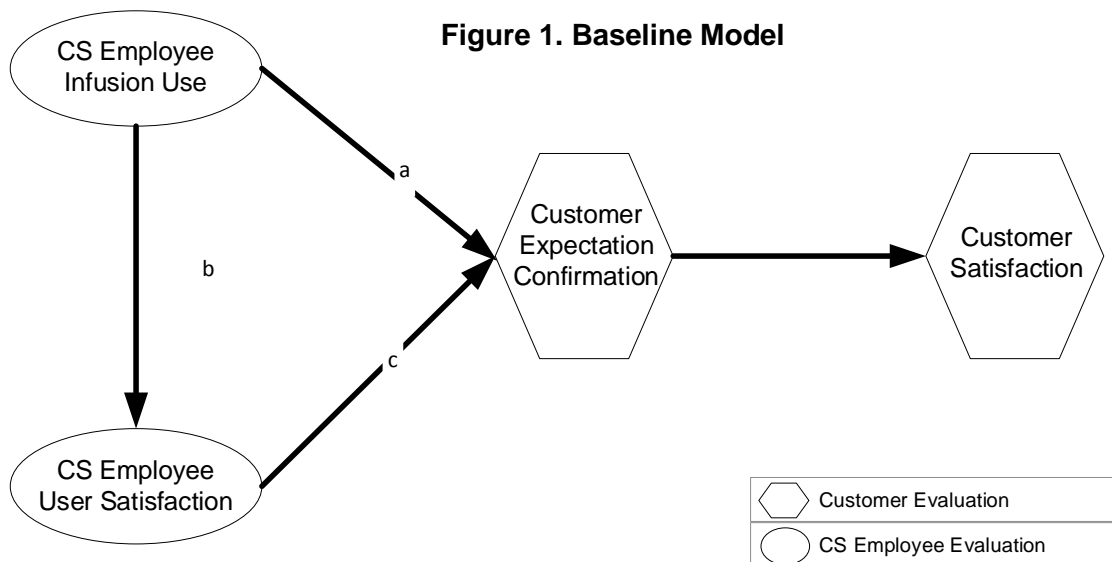 Figure 1. Baseline Model
CS Employee
Infusion Use
a
Customer
Expectation
Confirmation
Customer
Satisfaction
b
c
CS Employee
User Satisfaction
Customer Evaluation
CS Employee Evaluation